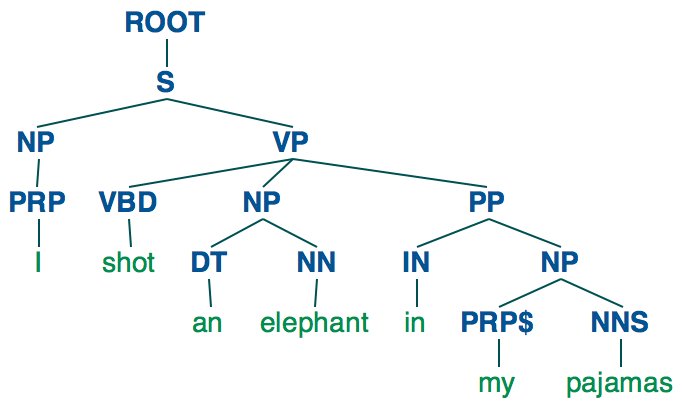 ROOT
S
NP VP
PRP VBD NP PP
I shot DT NN IN NP
an elephant in PRP$ NNS
my pajamas